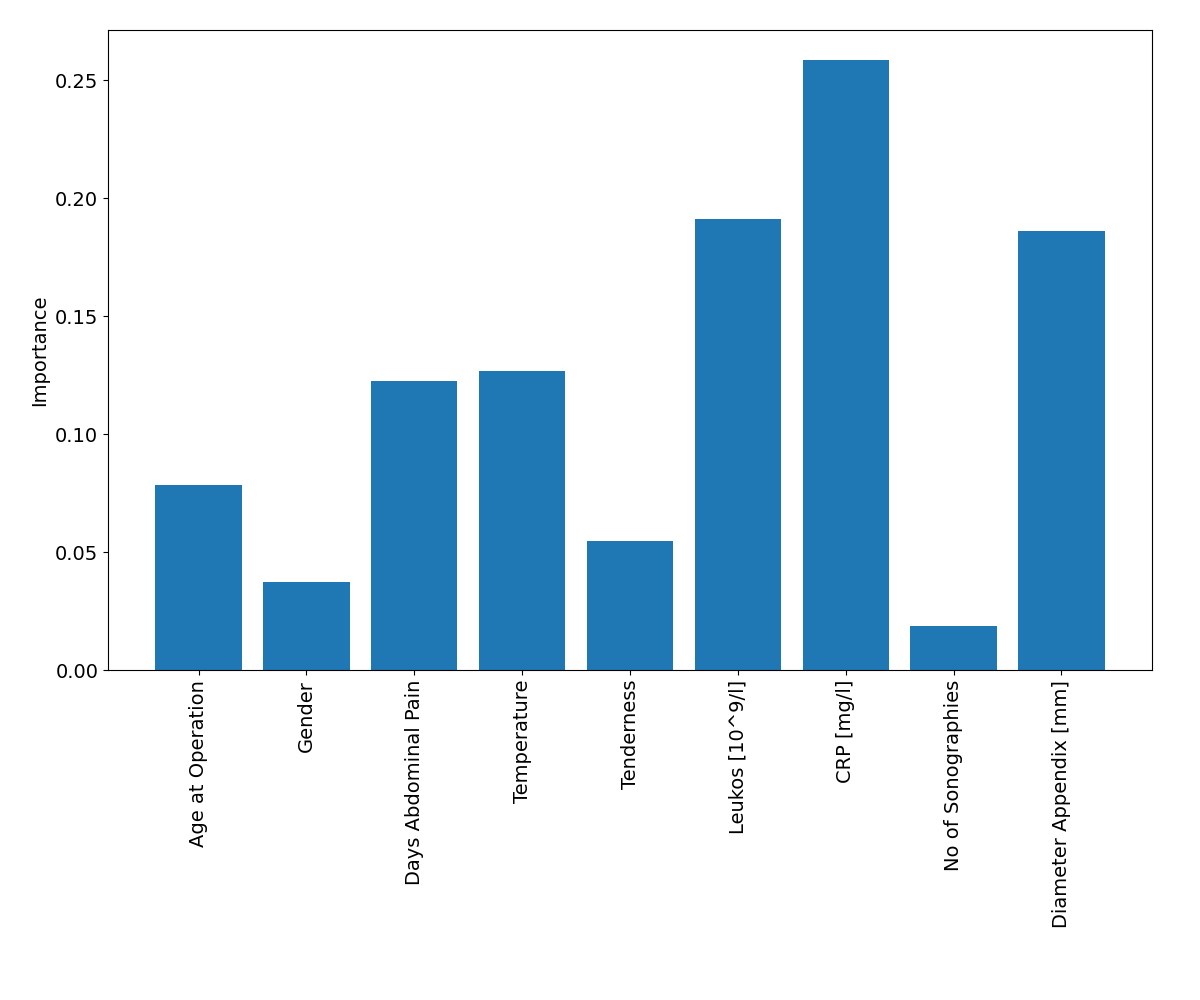 Importance
0.25
0.20
0.15
0.10
0.05
0.00
Age at Operation
Gender
Days Abdominal Pain
Temperature
Tenderness
Leukos [10^9/l]
CRP [mg/l]
No of Sonographies
Diameter Appendix [mm]